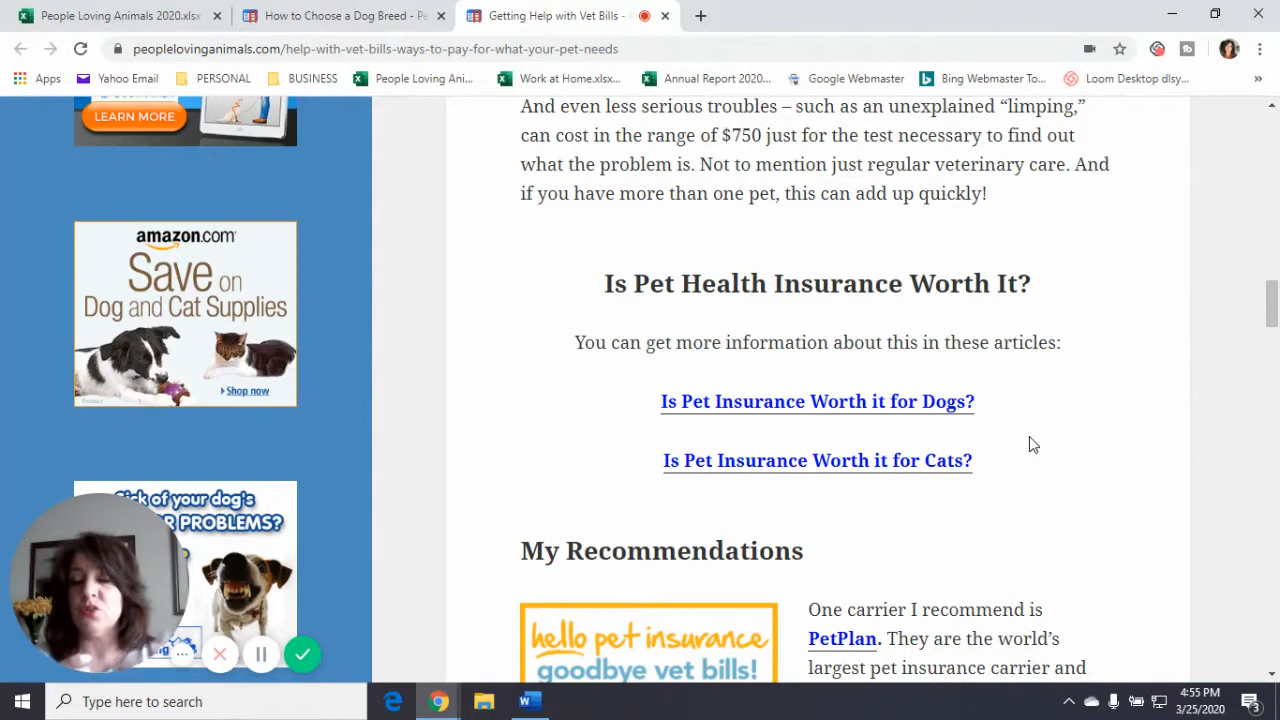 People Loving Animals 2020.xlsx
How to Choose a Dog Breed - Pe
Getting Help with Vet Bills -
peoplelovinganimals.com/help-with-vet-bills-ways-to-pay-for-what-your-pet-needs
Apps
Yahoo Email
PERSONAL
BUSINESS
People Loving Ani...
Work at Home.xlsx...
Annual Report 2020...
Google Webmaster
Bing Webmaster To...
Loom Desktop dlsy...
LEARN MORE
amazon.com
Save on
Dog and Cat Supplies
Shop now
Sick of your dog's
PROBLEMS?
And even less serious troubles – such as an unexplained “limping,”
can cost in the range of $750 just for the test necessary to find out
what the problem is. Not to mention just regular veterinary care. And
if you have more than one pet, this can add up quickly!
Is Pet Health Insurance Worth It?
You can get more information about this in these articles:
Is Pet Insurance Worth it for Dogs?
Is Pet Insurance Worth it for Cats?
My Recommendations
hello pet insurance
goodbye vet bills!
One carrier I recommend is
PetPlan. They are the world’s
largest pet insurance carrier and
Type here to search
4:55 PM
3/25/2020
3